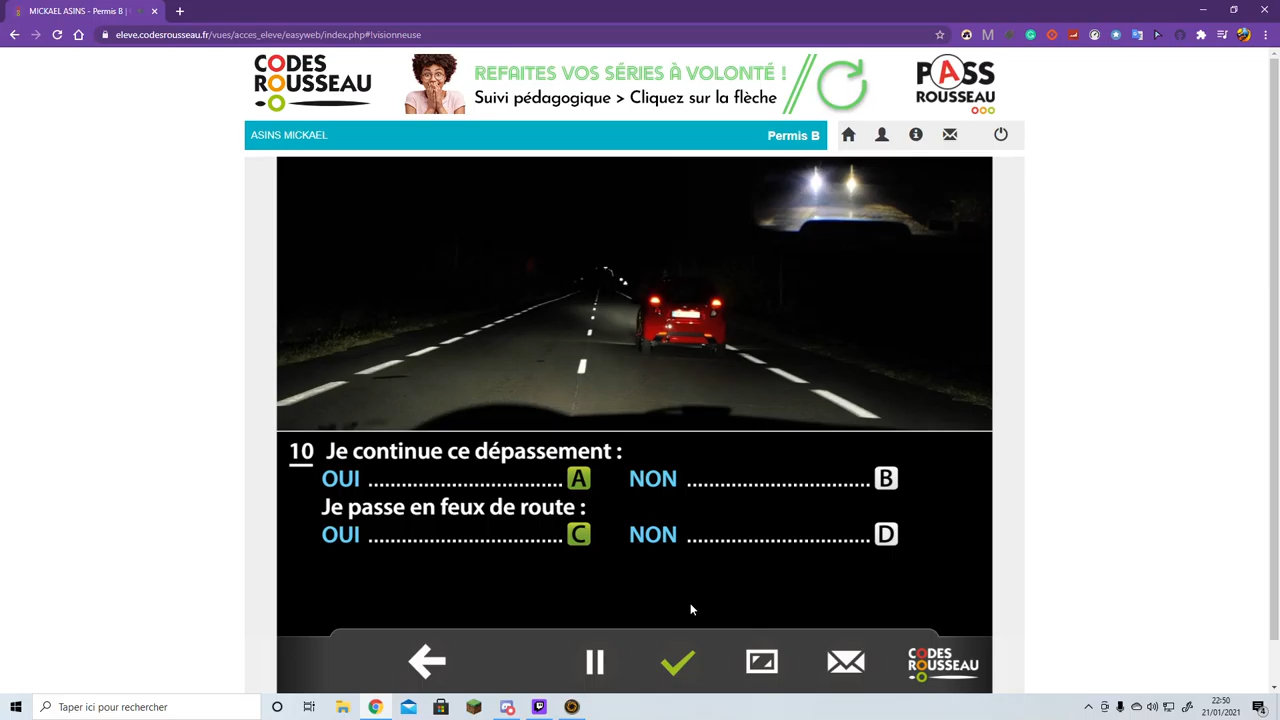 MICKAEL ASINS - Permis B |
eleve.codesrousseau.fr/vues/acces_eleve/easyweb/index.php#!visionneuse
CODES
ROUSSEAU
REFAITES VOS SÉRIES À VOLONTÉ !
Suivi pédagogique > Cliquez sur la flèche
PASS
ROUSSEAU
ASINS MICKAEL
Permis B
10 Je continue ce dépassement :
OUI .............................. A NON ............................ B
Je passe en feux de route :
OUI .............................. C NON ............................ D
CODES
ROUSSEAU
Taper ici pour rechercher
22:50
21/01/2021